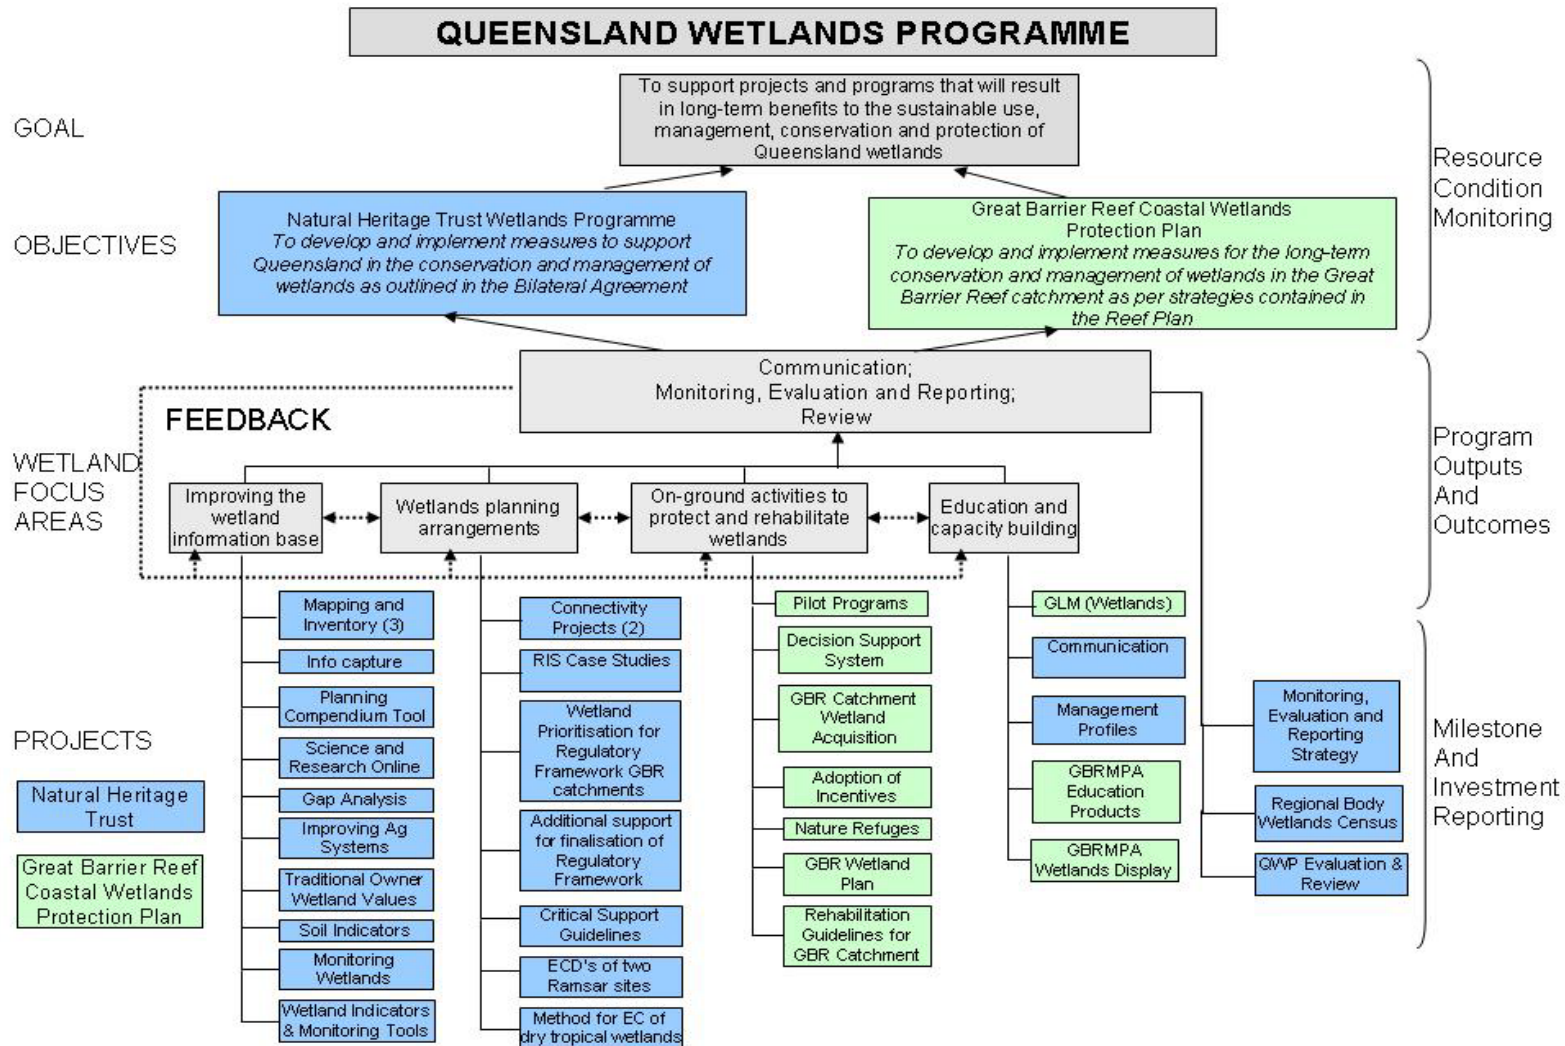 QUEENSLAND WETLANDS PROGRAMME
GOAL
To support projects and programs that will result
in long-term benefits to the sustainable use,
management, conservation and protection of
Queensland wetlands
Resource
Condition
Monitoring
OBJECTIVES
Natural Heritage Trust Wetlands Programme
To develop and implement measures to support
Queensland in the conservation and management of
wetlands as outlined in the Bilateral Agreement
Great Barrier Reef Coastal Wetlands
Protection Plan
To develop and implement measures for the long-term
conservation and management of wetlands in the Great
Barrier Reef catchment as per strategies contained in
the Reef Plan
Communication;
Monitoring, Evaluation and Reporting;
Review
FEEDBACK
WETLAND
FOCUS
AREAS
Improving the
wetland
information base
Wetlands planning
arrangements
On-ground activities to
protect and rehabilitate
wetlands
Education and
capacity building
Program
Outputs
And
Outcomes
PROJECTS
Natural Heritage
Trust
Great Barrier Reef
Coastal Wetlands
Protection Plan
Mapping and
Inventory (3)
Info capture
Planning
Compendium Tool
Science and
Research Online
Gap Analysis
Improving Ag
Systems
Traditional Owner
Wetland Values
Soil Indicators
Monitoring
Wetlands
Wetland Indicators
& Monitoring Tools
Connectivity
Projects (2)
RIS Case Studies
Wetland
Prioritisation for
Regulatory
Framework GBR
catchments
Additional support
for finalisation of
Regulatory
Framework
Critical Support
Guidelines
ECD's of two
Ramsar sites
Method for EC of
dry tropical wetlands
Pilot Programs
Decision Support
System
GBR Catchment
Wetland
Acquisition
Adoption of
Incentives
Nature Refuges
GBR Wetland
Plan
Rehabilitation
Guidelines for
GBR Catchment
GLM (Wetlands)
Communication
Management
Profiles
GBRMPA
Education
Products
GBRMPA
Wetlands Display
Monitoring,
Evaluation and
Reporting
Strategy
Regional Body
Wetlands Census
QWP Evaluation &
Review
Milestone
And
Investment
Reporting